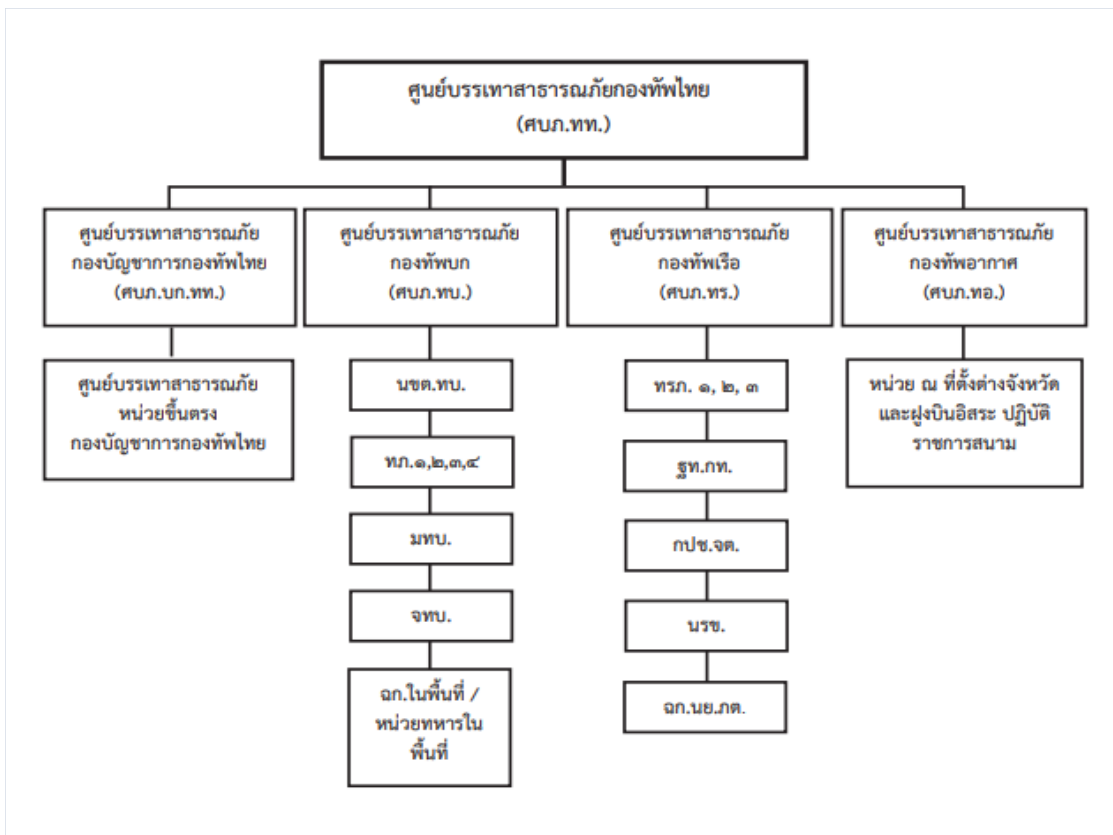 ศูนย์บรรเทาสาธารณภัยกองทัพไทย
(ศบภ.ทท.)
ศูนย์บรรเทาสาธารณภัย
กองบัญชาการกองทัพไทย
(ศบภ.บก.ทท.)
ศูนย์บรรเทาสาธารณภัย
กองทัพบก
(ศบภ.ทบ.)
ศูนย์บรรเทาสาธารณภัย
กองทัพเรือ
(ศบภ.ทร.)
ศูนย์บรรเทาสาธารณภัย
กองทัพอากาศ
(ศบภ.ทอ.)
ศูนย์บรรเทาสาธารณภัย
หน่วยขึ้นตรง
กองบัญชาการกองทัพไทย
นขต.ทบ.
ทภ.๑,๒,๓,๔
มทบ.
จทบ.
ฉก.ในพื้นที่ /
หน่วยทหารใน
พื้นที่
ทรภ. ๑, ๒, ๓
ฐท.กท.
กปช.จต.
นรข.
ฉก.นย.ภต.
หน่วย ณ ที่ตั้งต่างจังหวัด
และฝูงบินอิสระ ปฏิบัติ
ราชการสนาม